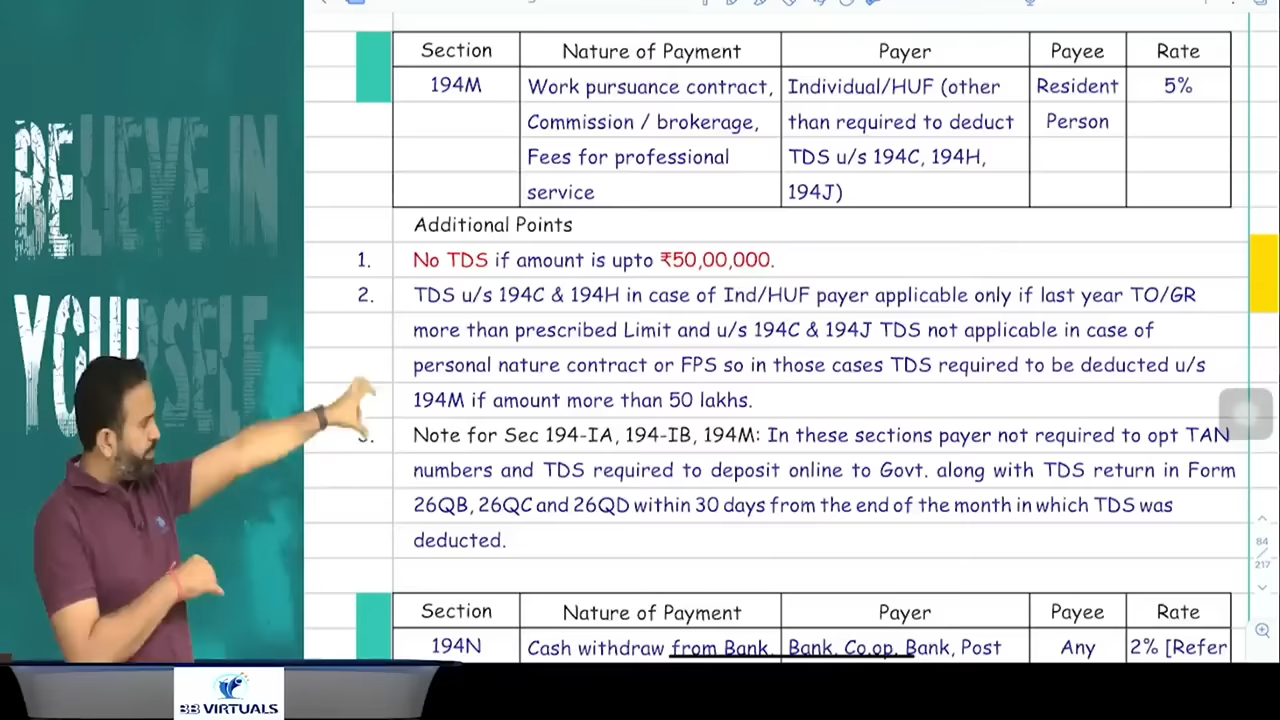 BELIEVE IN
YOURSELF
Section Nature of Payment Payer Payee Rate
194M Work pursuance contract, Individual/HUF (other Resident 5%
Commission / brokerage, than required to deduct Person
Fees for professional TDS u/s 194C, 194H,
service 194J)
Additional Points
1. No TDS if amount is upto ₹50,00,000.
2. TDS u/s 194C & 194H in case of Ind/HUF payer applicable only if last year TO/GR
more than prescribed Limit and u/s 194C & 194J TDS not applicable in case of
personal nature contract or FPS so in those cases TDS required to be deducted u/s
194M if amount more than 50 lakhs.
Note for Sec 194-IA, 194-IB, 194M: In these sections payer not required to opt TAN
numbers and TDS required to deposit online to Govt. along with TDS return in Form
26QB, 26QC and 26QD within 30 days from the end of the month in which TDS was
deducted.
84
217
Section Nature of Payment Payer Payee Rate
194N Cash withdraw from Bank, Bank, Co.op. Bank, Post Any 2% [Refer
BB VIRTUALS